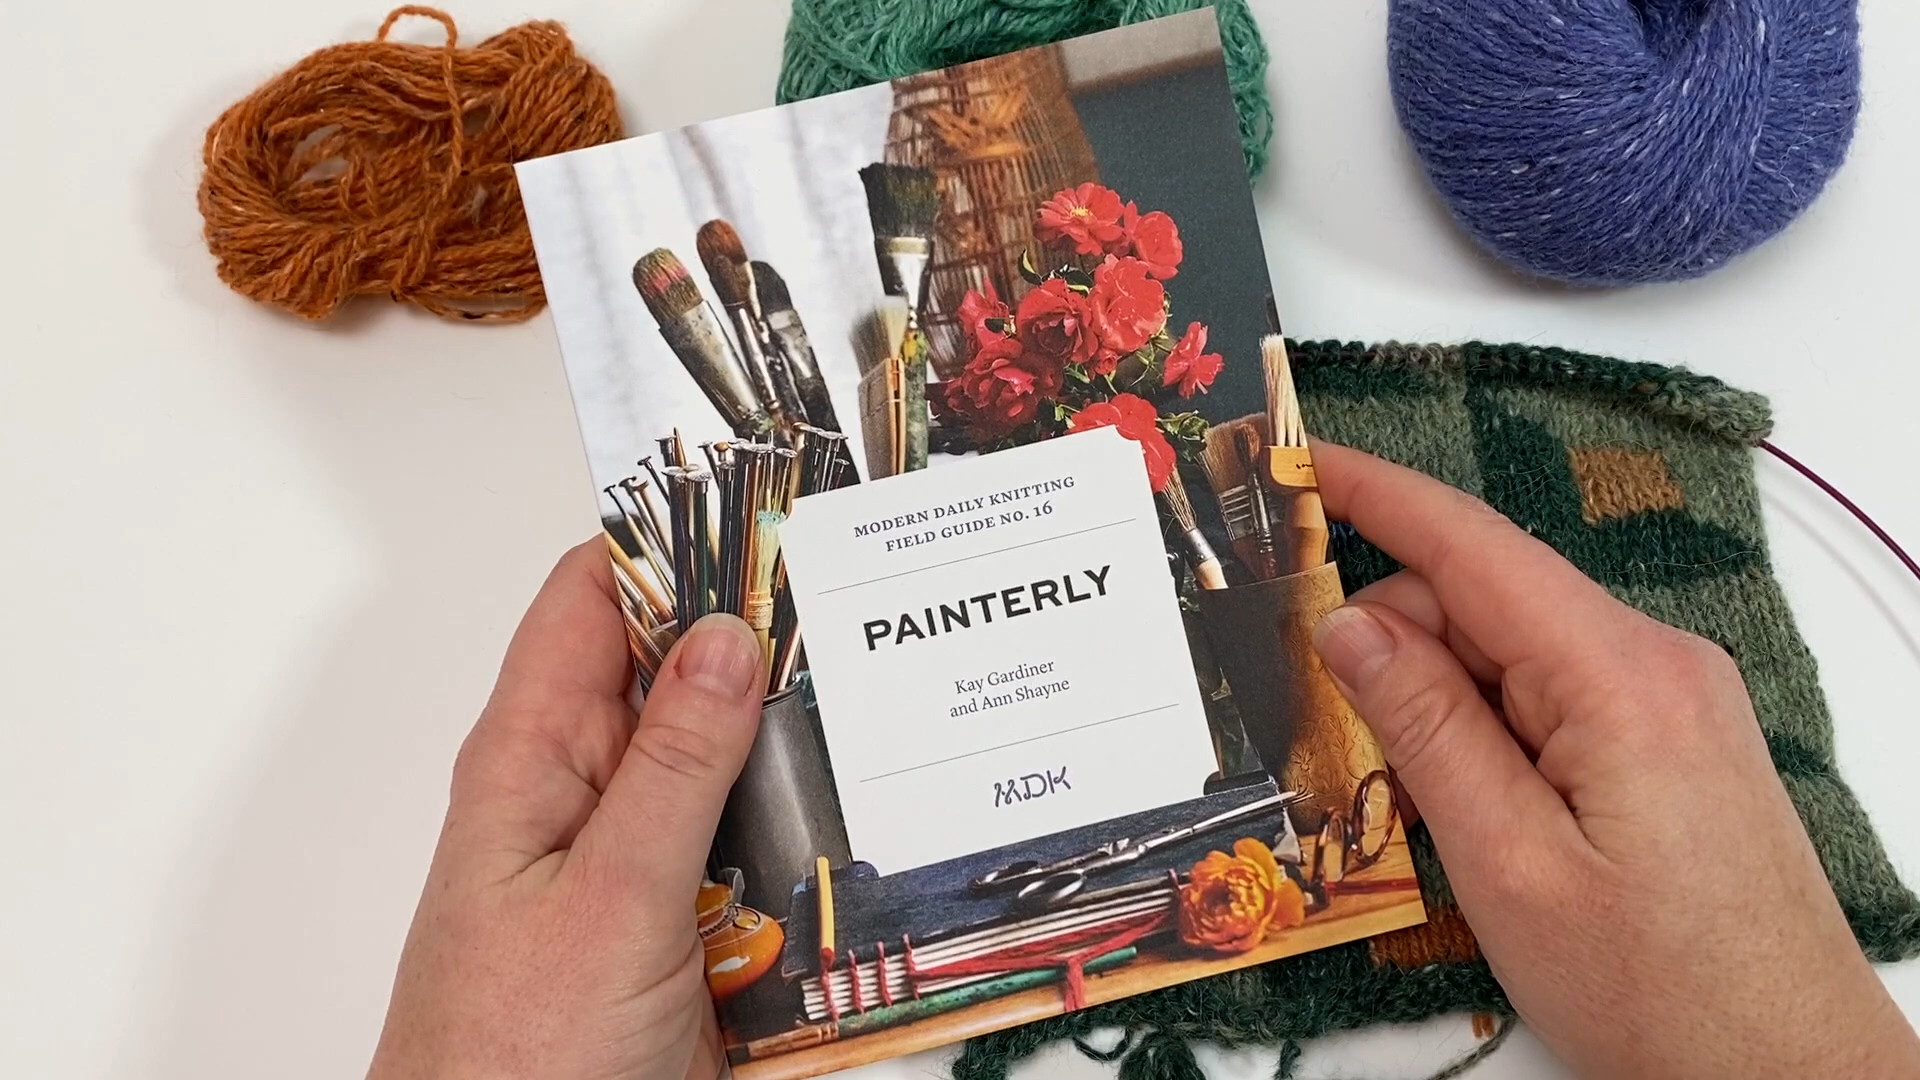 MODERN DAILY KNITTING
FIELD GUIDE NO. 16
PAINTERLY
Kay Gardiner
and Ann Shayne
MDK